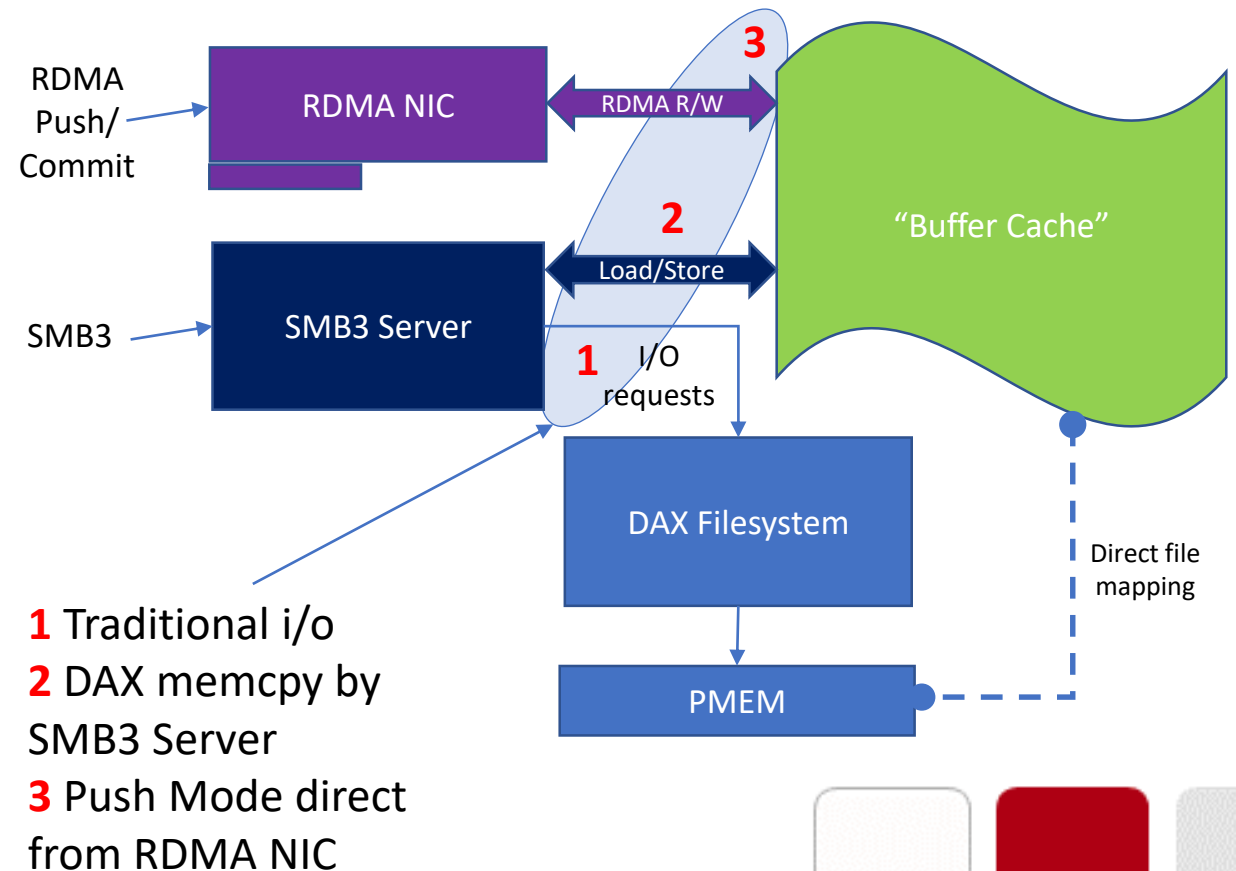 RDMA
Push/
Commit
RDMA NIC
RDMA R/W
3
2
“Buffer Cache”
Load/Store
SMB3
SMB3 Server
1
I/O
requests
DAX Filesystem
Direct file
mapping
PMEM
1 Traditional i/o
2 DAX memcpy by
SMB3 Server
3 Push Mode direct
from RDMA NIC